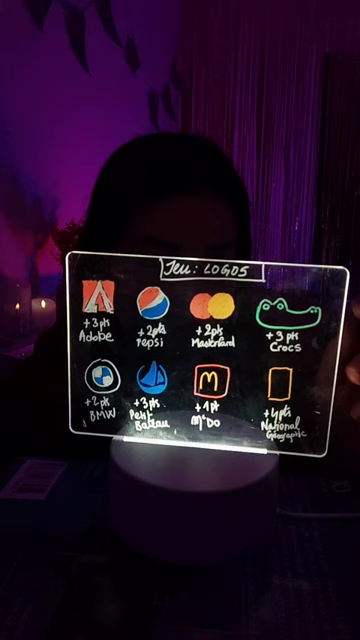 Jeu: LOGOS
+3pts
Adobe
+2pts
Pepsi
+2pts
Masterkard
+3pts
Crocs
+2pts
BMW
+3pts
Petit
Bateau
M
+1pt
McDO
+4pts
National
Geographic